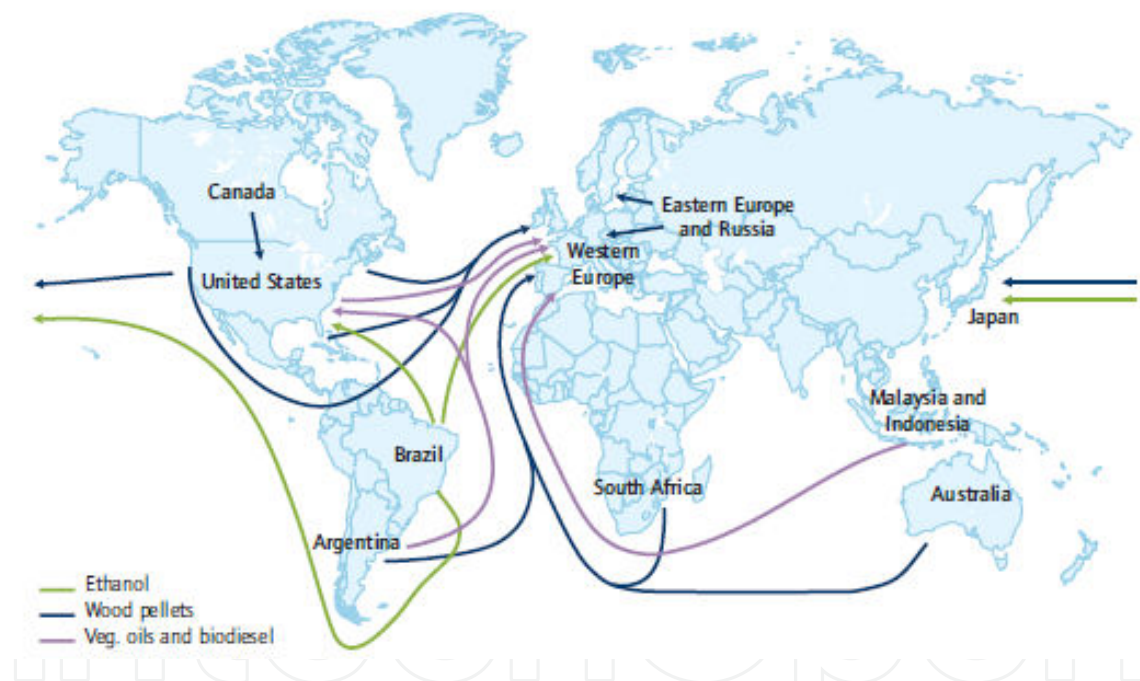 Canada
United States
Eastern Europe
and Russia
Western
Europe
Japan
Malaysia and
Indonesia
Brazil
South Africa
Australia
Argentina
Ethanol
Wood pellets
Veg. oils and biodiesel